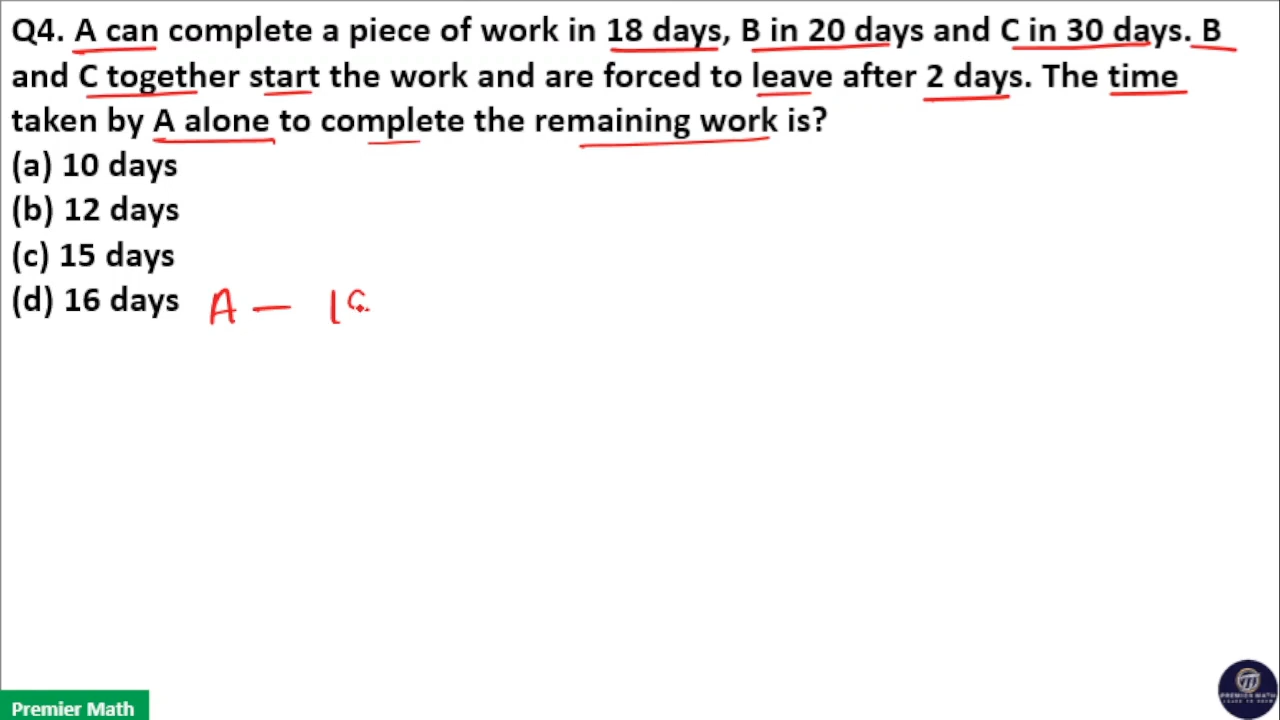 Q4. A can complete a piece of work in 18 days, B in 20 days and C in 30 days. B
and C together start the work and are forced to leave after 2 days. The time
taken by A alone to complete the remaining work is?
(a) 10 days
(b) 12 days
(c) 15 days
(d) 16 days A —
Premier Math
PREMIER MATH